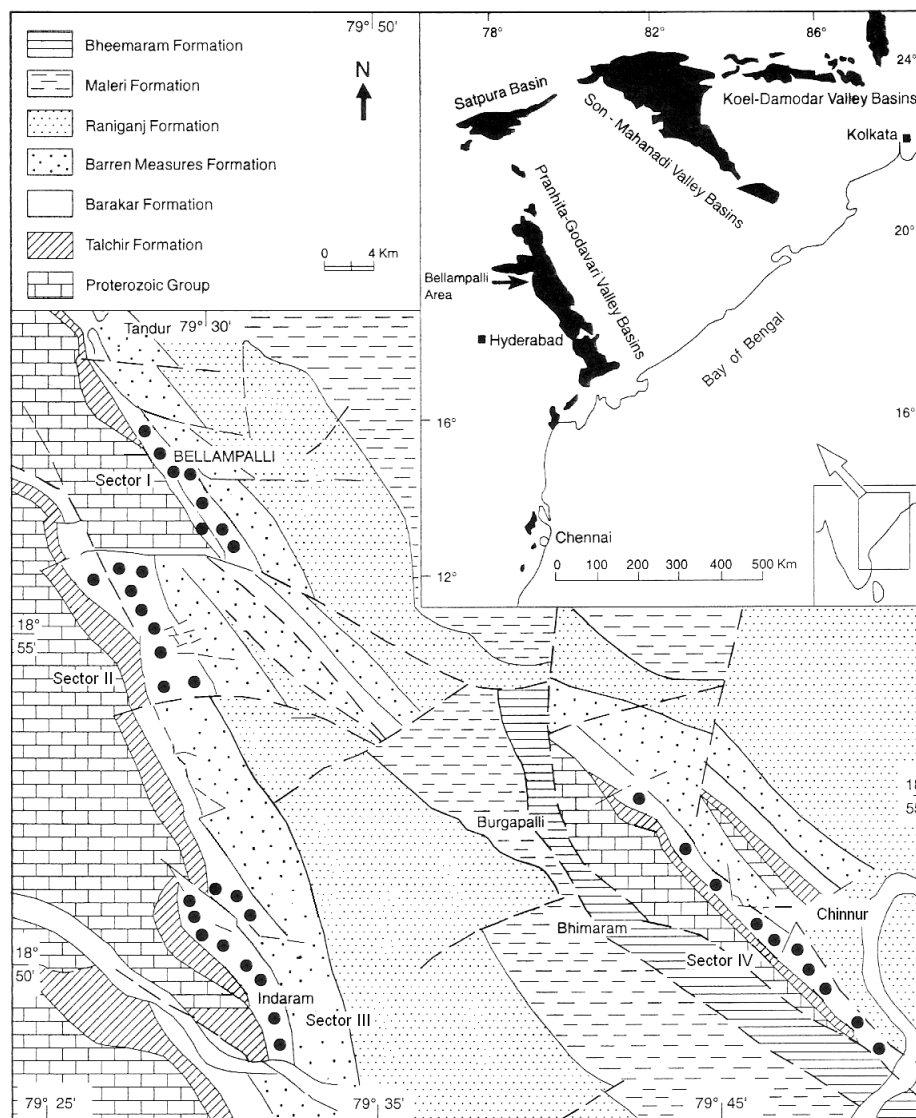 Bheemaram Formation
Maleri Formation
Raniganj Formation
Barren Measures Formation
Barakar Formation
Talchir Formation
Proterozoic Group
79° 50'
N
0 4 Km
78°
82°
86°
24°
20°
16°
16°
12°
Satpura Basin
Son - Mahanadi Valley Basins
Koel-Damodar Valley Basins
Kolkata
Pranhita-Godavari Valley Basins
Bellampalli
Area
Hyderabad
Bay of Bengal
Chennai
0 100 200 300 400 500 Km
Tandur
79° 30'
BELLAMPALLI
Sector I
18°
55'
Sector II
Burgapalli
18°
55'
Bhimaram
Chinnur
Sector IV
18°
50'
Indaram
Sector III
79° 25'
79° 35'
79° 45'